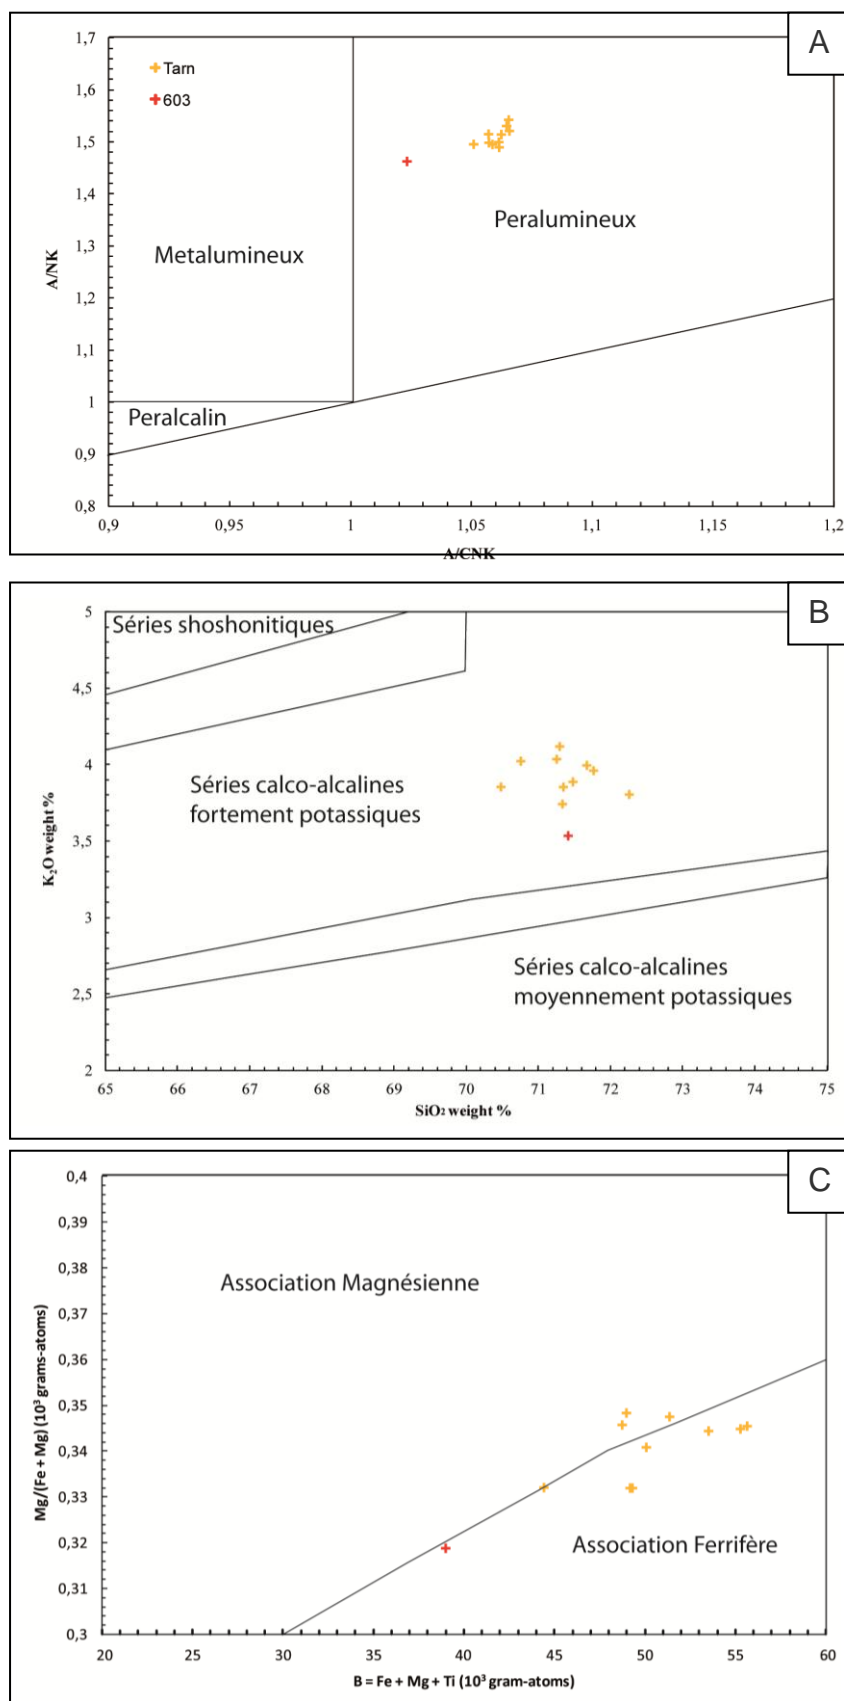 A
1,7
1,6
1,5
1,4
1,3
1,2
1,1
1
0,9
0,8
A/NK
Tarn
603
Peralumineux
Metalumineux
Peralcalin
0,9 0,95 1 1,05 1,1 1,15 1,2
A/CNK
B
5
4,5
4
3,5
3
2,5
2
K2O weight %
Séries shoshonitiques
Séries calco-alcalines
fortement potassiques
Séries calco-alcalines
moyennement potassiques
65 66 67 68 69 70 71 72 73 74 75
SiO2 weight %
C
0,4
0,39
0,38
0,37
0,36
0,35
0,34
0,33
0,32
0,31
0,3
Mg/(Fe + Mg) (10³ grams-atoms)
Association Magnésienne
Association Ferrifère
20 30 40 50 60
B = Fe + Mg + Ti (10³ gram-atoms)